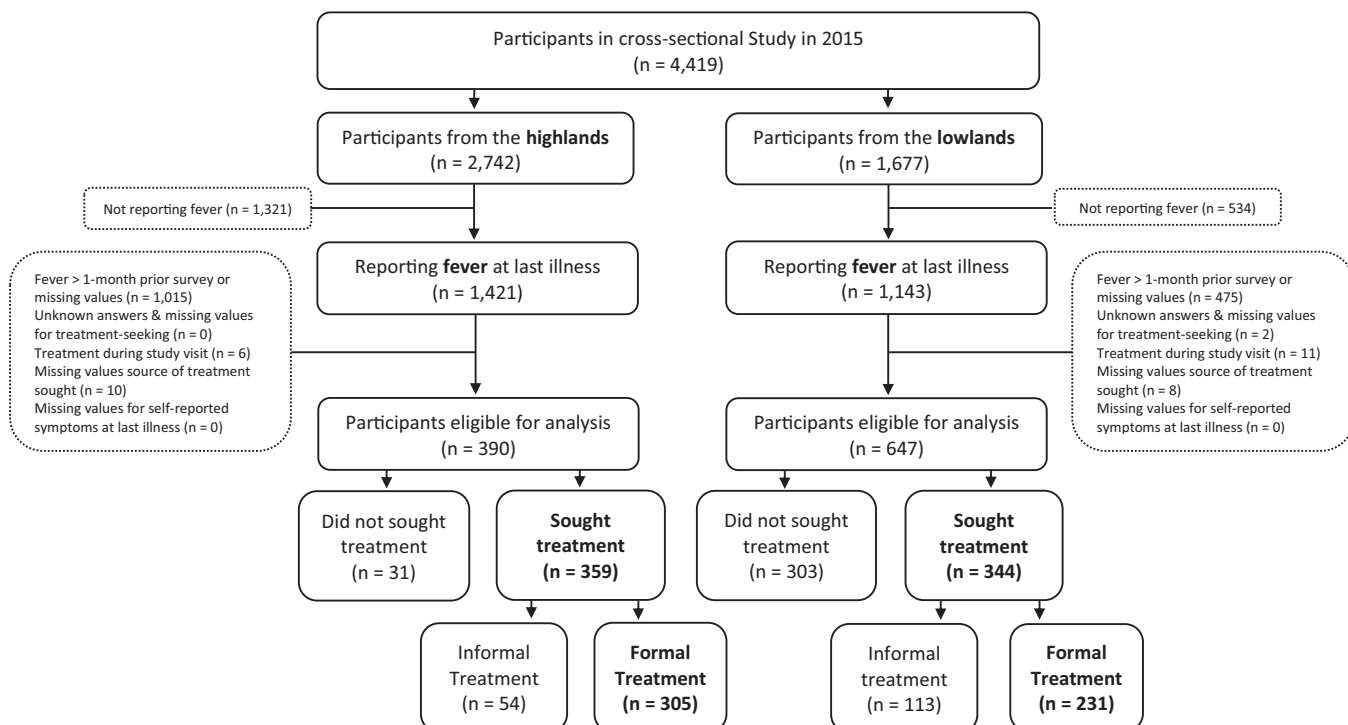 Participants in cross-sectional Study in 2015
(n = 4,419)
Participants from the highlands
(n = 2,742)
Participants from the lowlands
(n = 1,677)
Not reporting fever (n = 1,321)
Not reporting fever (n = 534)
Reporting fever at last illness
(n = 1,421)
Reporting fever at last illness
(n = 1,143)
Fever > 1-month prior survey or
missing values (n = 1,015)
Unknown answers & missing values
for treatment-seeking (n = 0)
Treatment during study visit (n = 6)
Missing values source of treatment
sought (n = 10)
Missing values for self-reported
symptoms at last illness (n = 0)
Fever > 1-month prior survey or
missing values (n = 475)
Unknown answers & missing values
for treatment-seeking (n = 2)
Treatment during study visit (n = 11)
Missing values source of treatment
sought (n = 8)
Missing values for self-reported
symptoms at last illness (n = 0)
Participants eligible for analysis
(n = 390)
Participants eligible for analysis
(n = 647)
Did not sought
treatment
(n = 31)
Sought
treatment
(n = 359)
Did not sought
treatment
(n = 303)
Sought
treatment
(n = 344)
Informal
Treatment
(n = 54)
Formal
Treatment
(n = 305)
Informal
treatment
(n = 113)
Formal
Treatment
(n = 231)